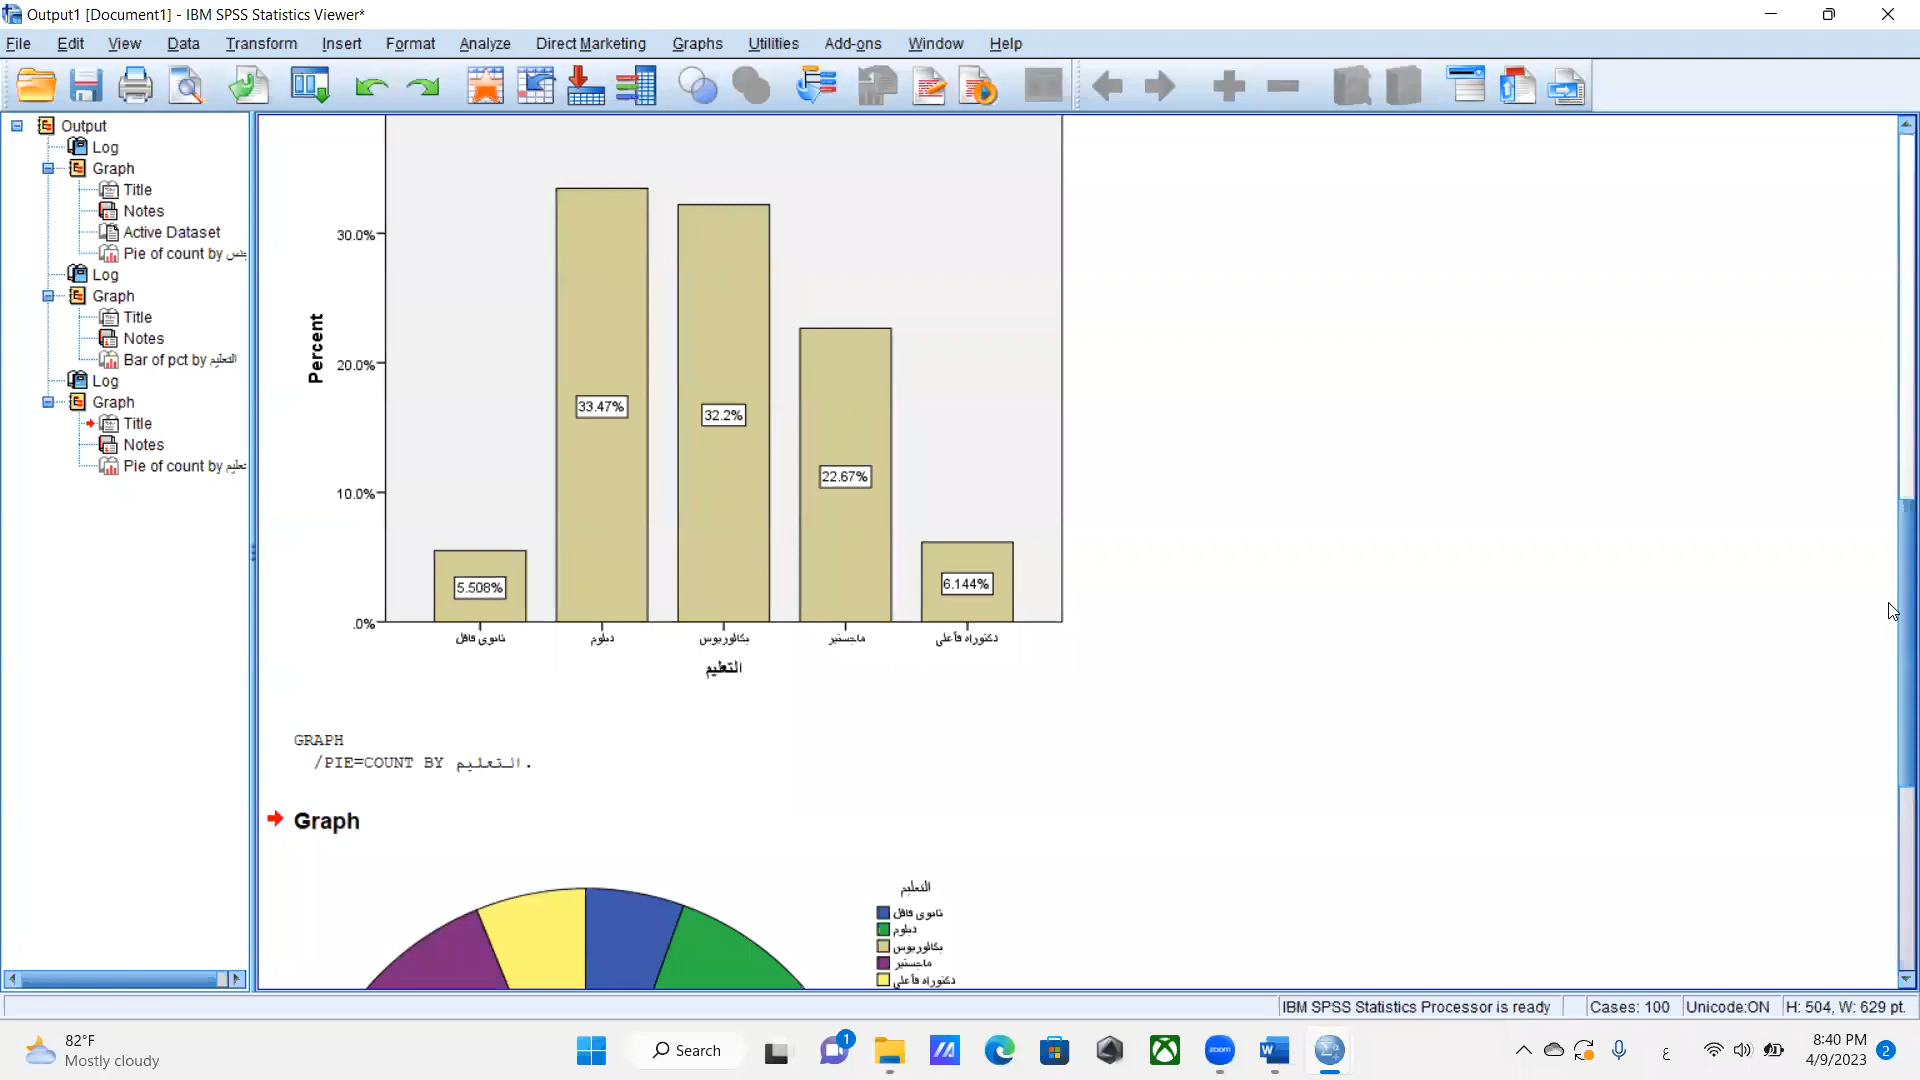 Output1 [Document1] - IBM SPSS Statistics Viewer*
File Edit View Data Transform Insert Format Analyze Direct Marketing Graphs Utilities Add-ons Window Help
Output
Log
Graph
Title
Notes
Active Dataset
Pie of count by
Log
Graph
Title
Notes
Bar of pct by التعليم
Log
Graph
Title
Notes
Pie of count by
Percent
30.0%
20.0%
10.0%
.0%
33.47%
32.2%
22.67%
5.508%
6.144%
ثانوي فاقل
دبلوم
بكالوريوس
ماجستير
دكتوراه فأعلى
التعليم
GRAPH
/PIE=COUNT BY التعليم.
Graph
التعليم
ثانوي فاقل
دبلوم
بكالوريوس
ماجستير
دكتوراه فأعلى
IBM SPSS Statistics Processor is ready Cases: 100 Unicode:ON H: 504, W: 629 pt.
82°F
Mostly cloudy
Search
1
zoom
ع
8:40 PM
4/9/2023
2